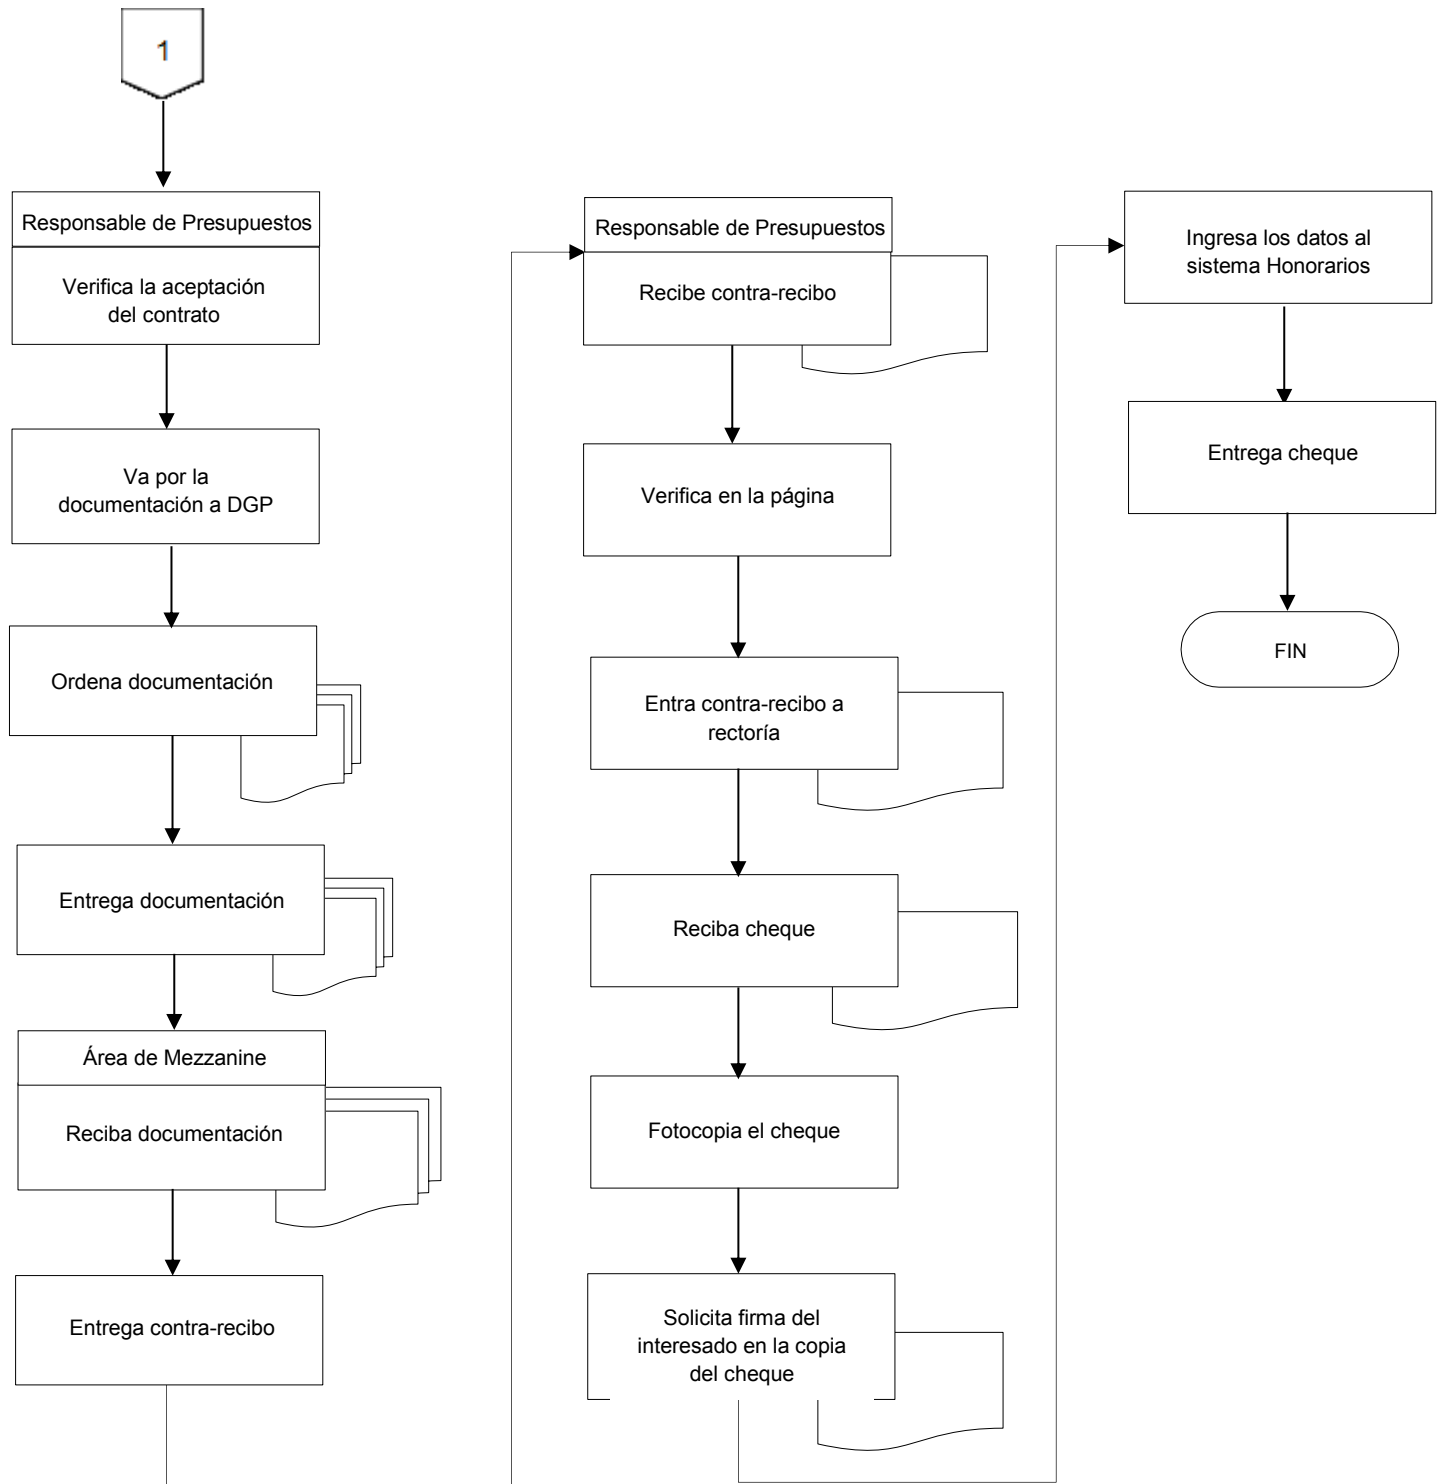 1
Responsable de Presupuestos
Verifica la aceptación
del contrato
Va por la
documentación a DGP
Ordena documentación
Entrega documentación
Área de Mezzanine
Reciba documentación
Entrega contra-recibo
Responsable de Presupuestos
Recibe contra-recibo
Verifica en la página
Entra contra-recibo a
rectoría
Reciba cheque
Fotocopia el cheque
Solicita firma del
interesado en la copia
del cheque
Ingresa los datos al
sistema Honorarios
Entrega cheque
FIN